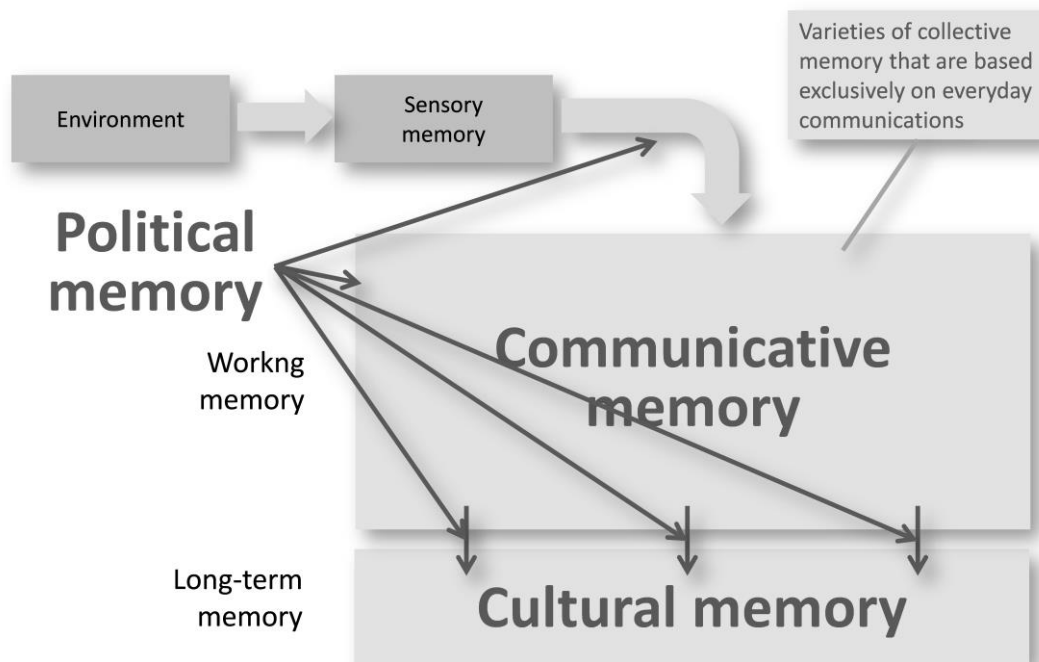 Varieties of collective
memory that are based
exclusively on everyday
communications
Environment
Sensory
memory
Political
memory
Communicative
memory
Workng
memory
Long-term
memory
Cultural memory